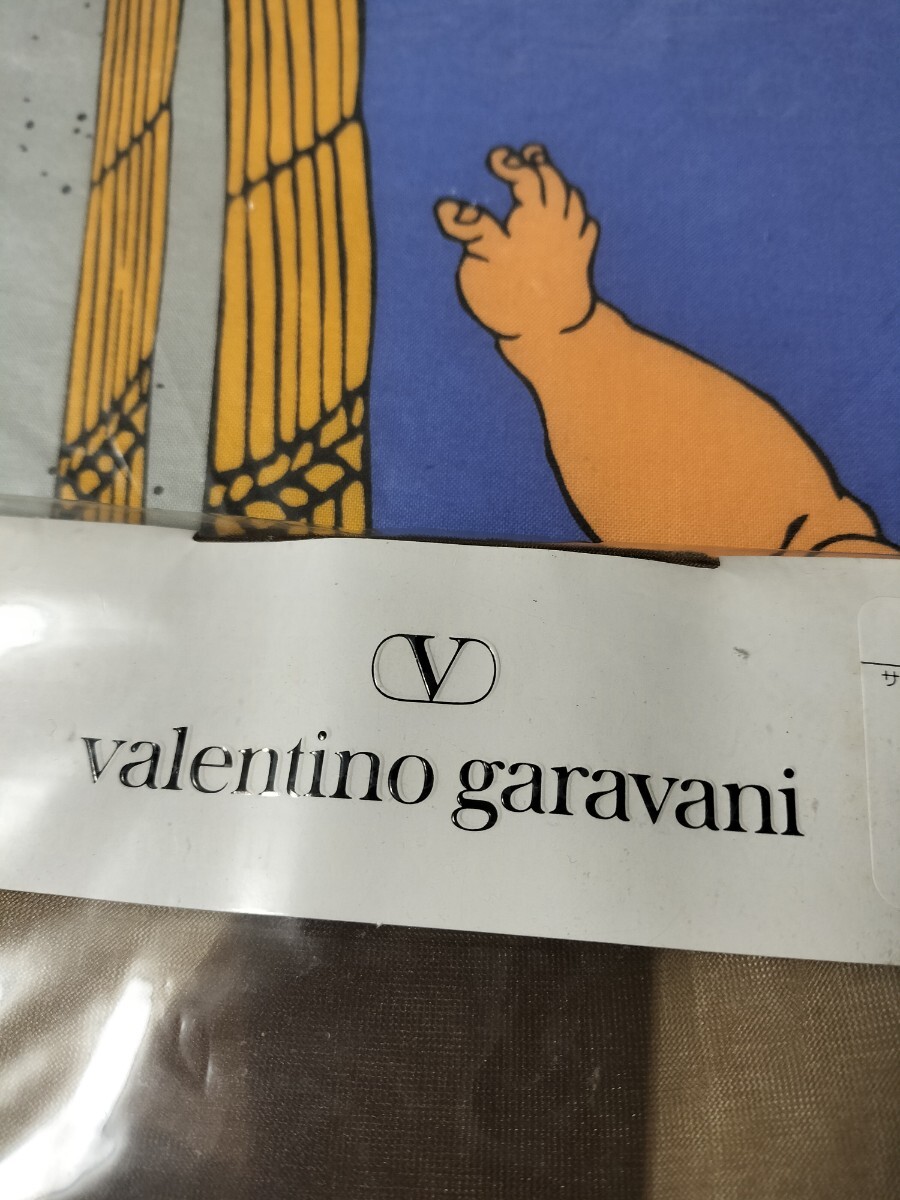 V
valentino garavani
サ